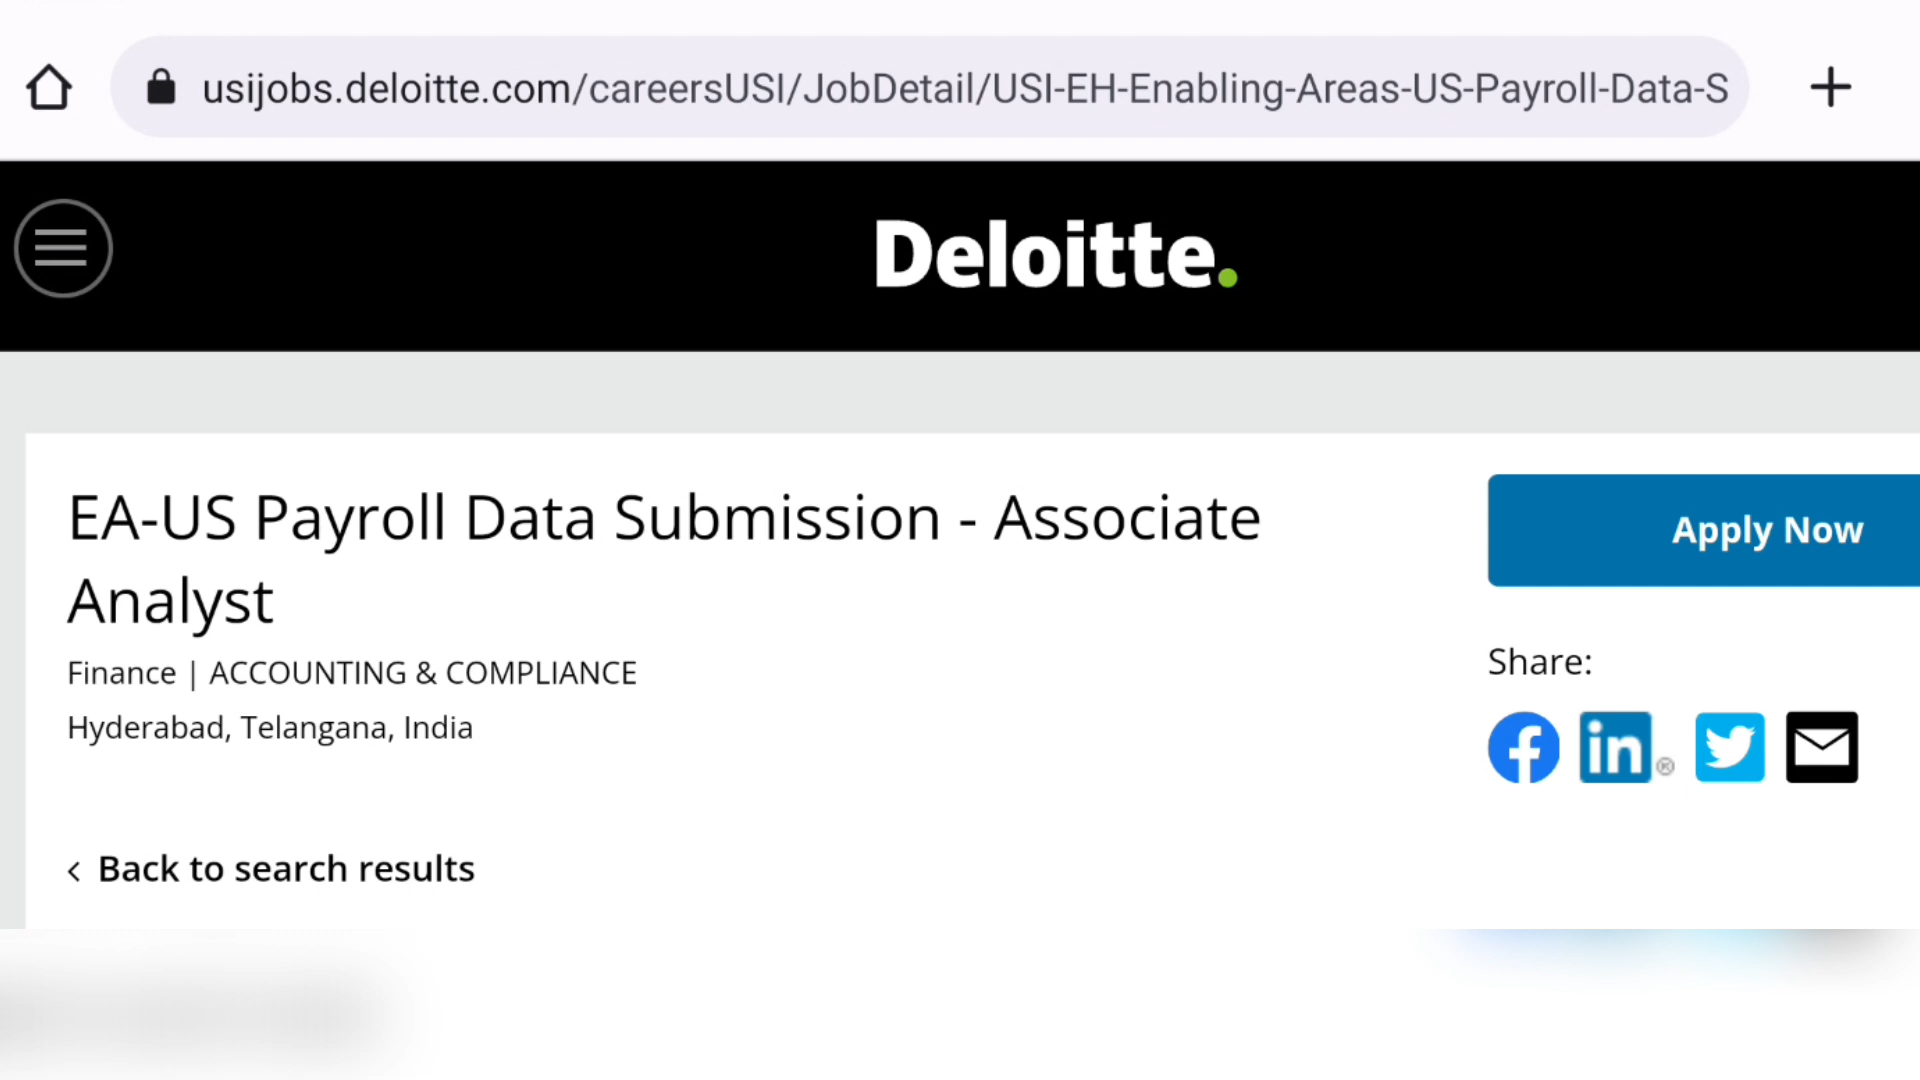 usijobs.deloitte.com/careersUSI/JobDetail/USI-EH-Enabling-Areas-US-Payroll-Data-S
Deloitte.
EA-US Payroll Data Submission - Associate
Analyst
Apply Now
Finance | ACCOUNTING & COMPLIANCE
Hyderabad, Telangana, India
Share:
in ®
< Back to search results